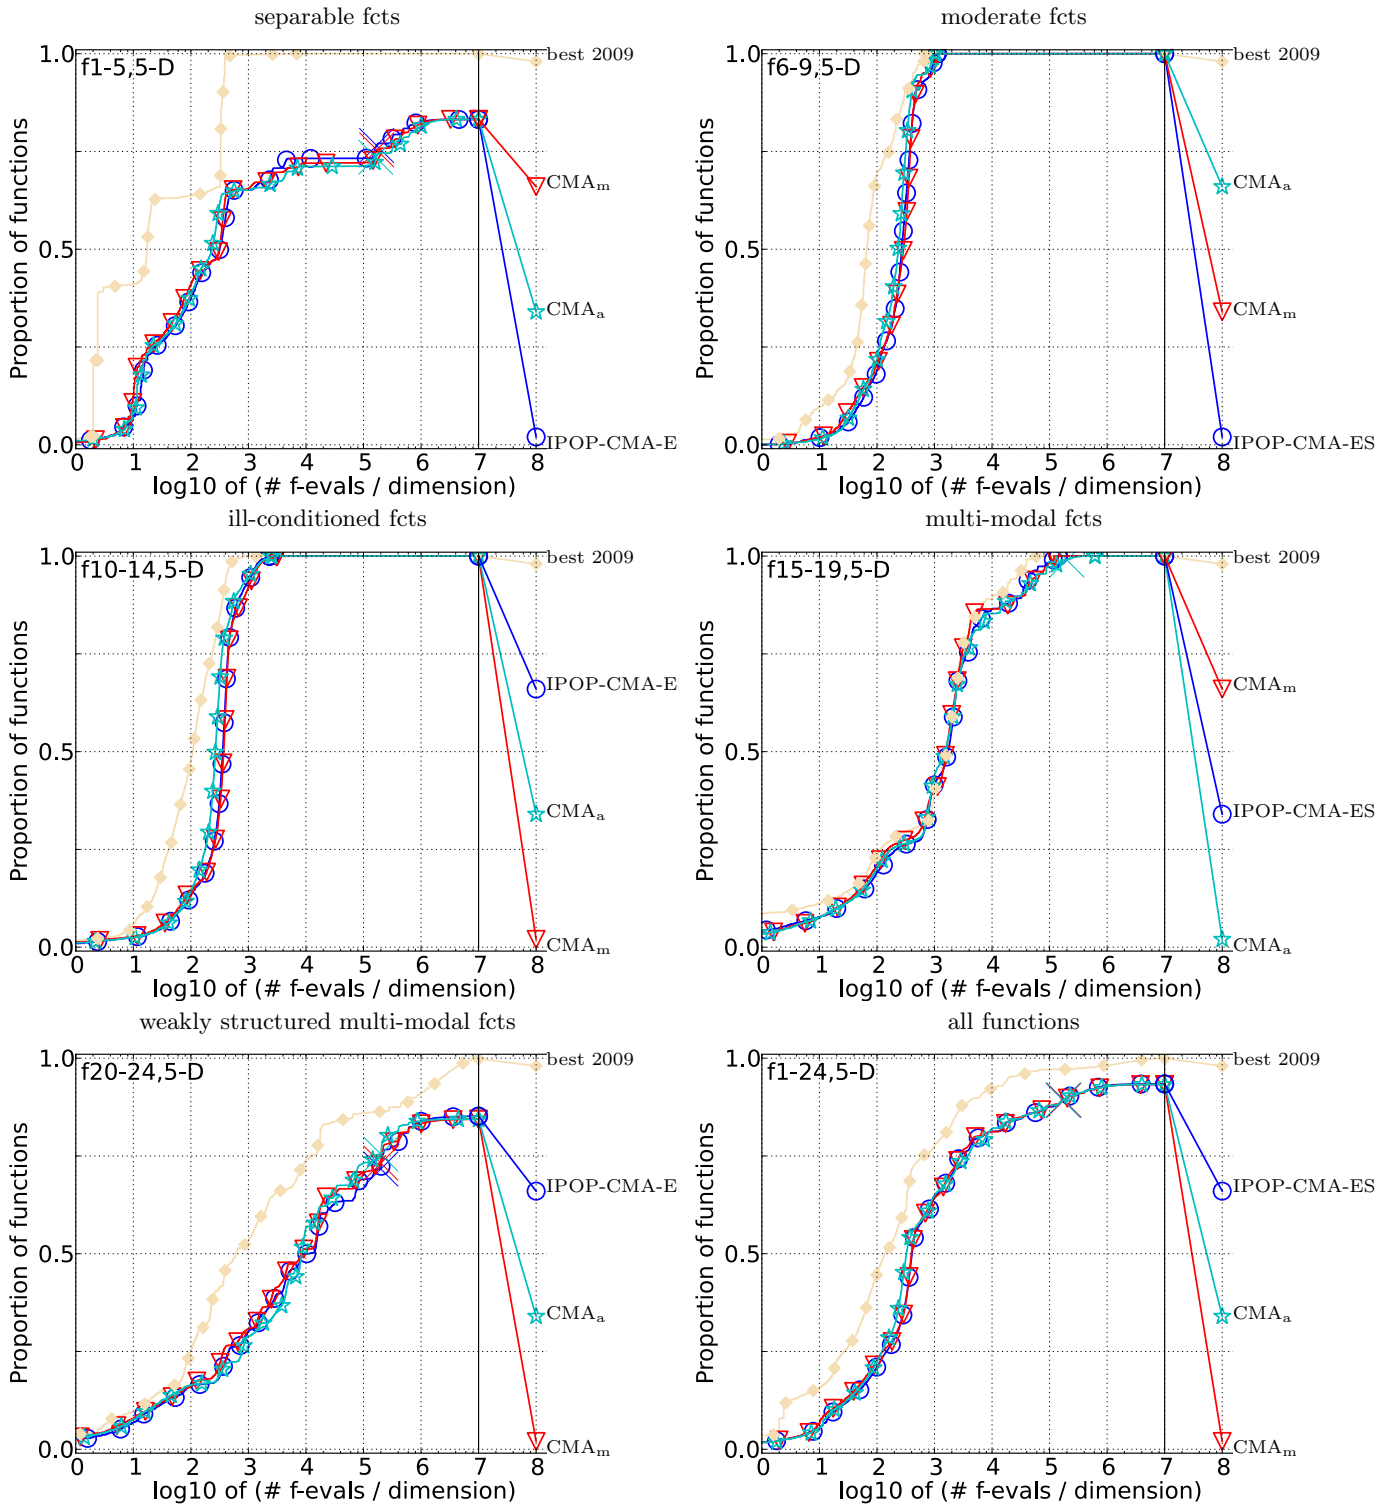 separable fcts
f1-5,5-D
Proportion of functions
1.0
0.5
0.0
0 1 2 3 4 5 6 7 8
log10 of (# f-evals / dimension)
best 2009
CMAm
CMAa
IPOP-CMA-E
moderate fcts
f6-9,5-D
Proportion of functions
1.0
0.5
0.0
0 1 2 3 4 5 6 7 8
log10 of (# f-evals / dimension)
best 2009
CMAa
CMAm
IPOP-CMA-ES
ill-conditioned fcts
f10-14,5-D
Proportion of functions
1.0
0.5
0.0
0 1 2 3 4 5 6 7 8
log10 of (# f-evals / dimension)
best 2009
IPOP-CMA-E
CMAa
CMAm
multi-modal fcts
f15-19,5-D
Proportion of functions
1.0
0.5
0.0
0 1 2 3 4 5 6 7 8
log10 of (# f-evals / dimension)
best 2009
CMAm
IPOP-CMA-ES
CMAa
weakly structured multi-modal fcts
f20-24,5-D
Proportion of functions
1.0
0.5
0.0
0 1 2 3 4 5 6 7 8
log10 of (# f-evals / dimension)
best 2009
IPOP-CMA-E
CMAa
CMAm
all functions
f1-24,5-D
Proportion of functions
1.0
0.5
0.0
0 1 2 3 4 5 6 7 8
log10 of (# f-evals / dimension)
best 2009
IPOP-CMA-ES
CMAa
CMAm